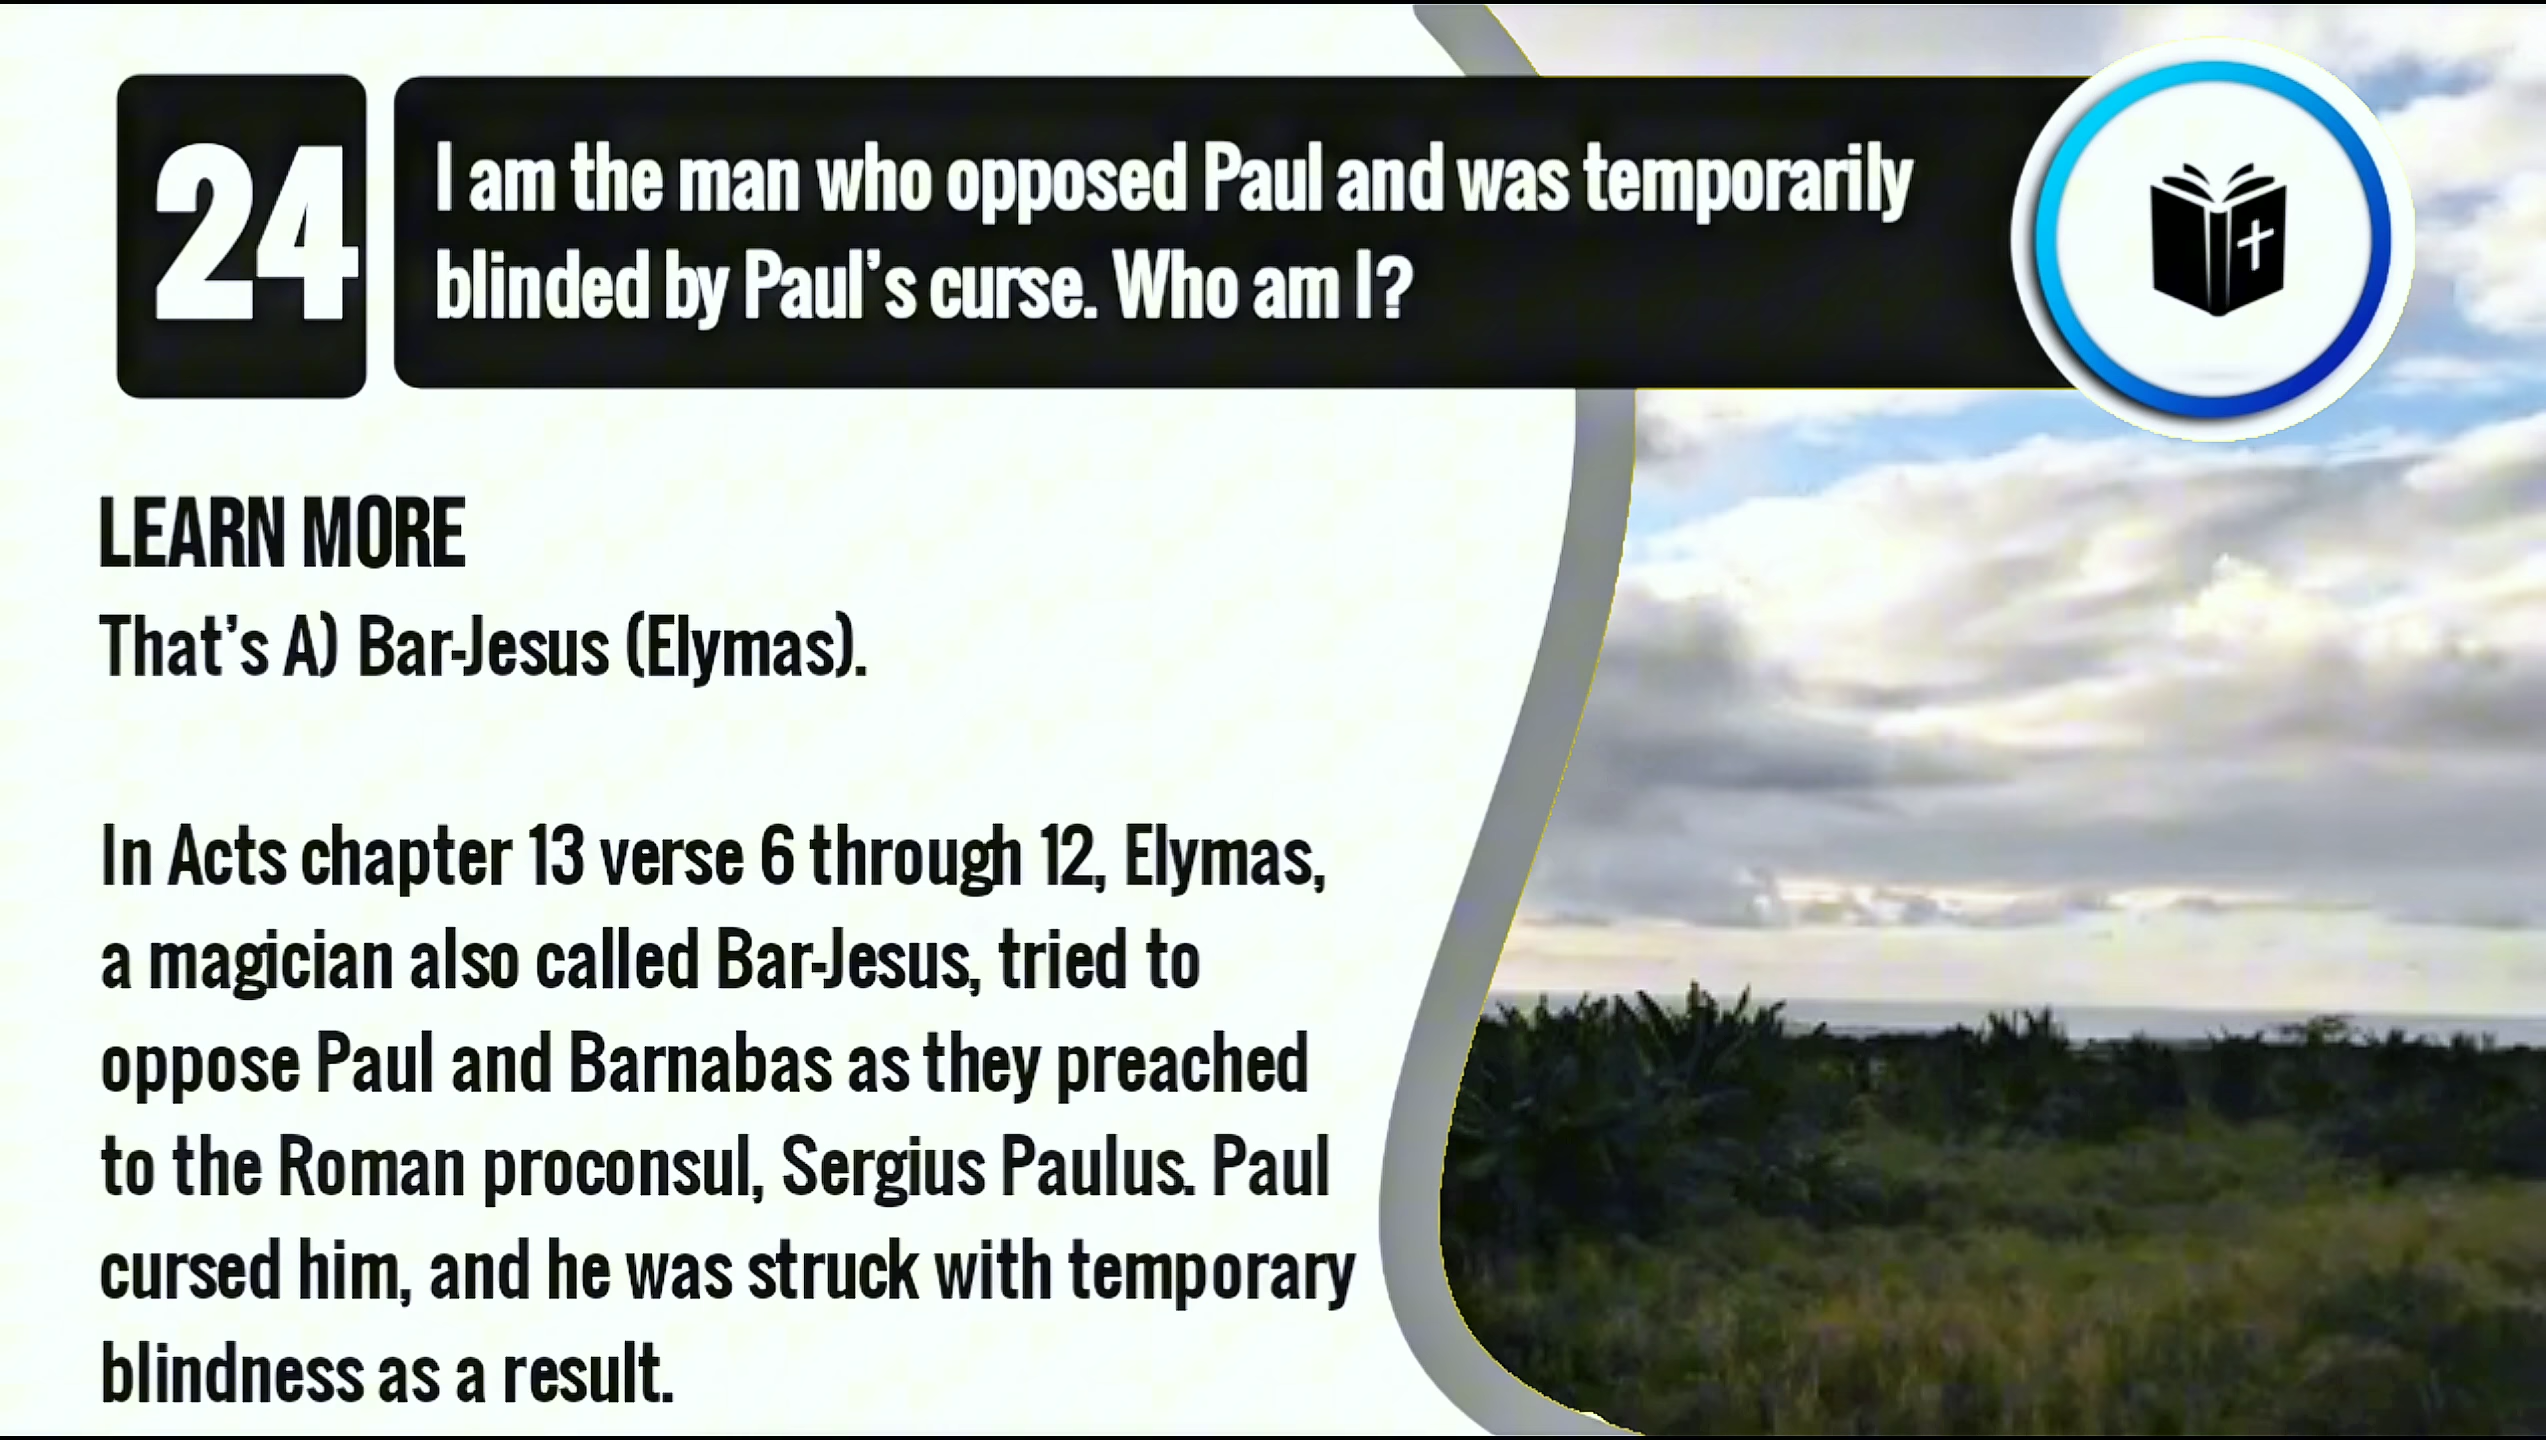 24
I am the man who opposed Paul and was temporarily
blinded by Paul's curse. Who am I?
LEARN MORE
That's A) Bar-Jesus (Elymas).
In Acts chapter 13 verse 6 through 12, Elymas,
a magician also called Bar-Jesus, tried to
oppose Paul and Barnabas as they preached
to the Roman proconsul, Sergius Paulus. Paul
cursed him, and he was struck with temporary
blindness as a result.